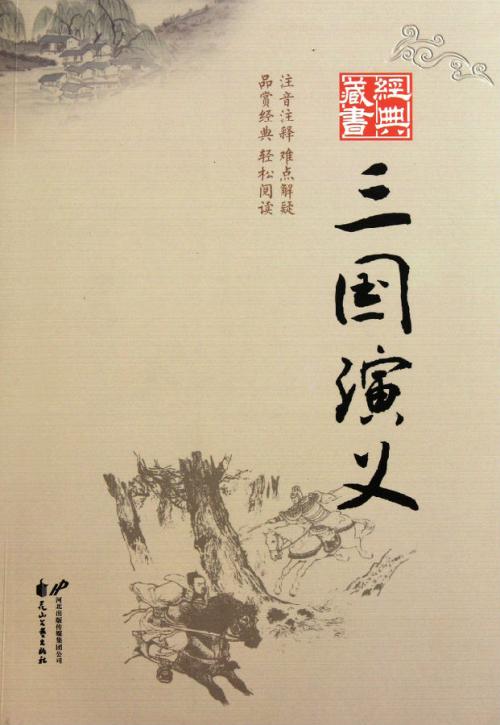 經典
藏書
注音注释 难点解疑
品赏经典 轻松阅读
三国演义
河北出版传媒集团公司
花山文艺出版社